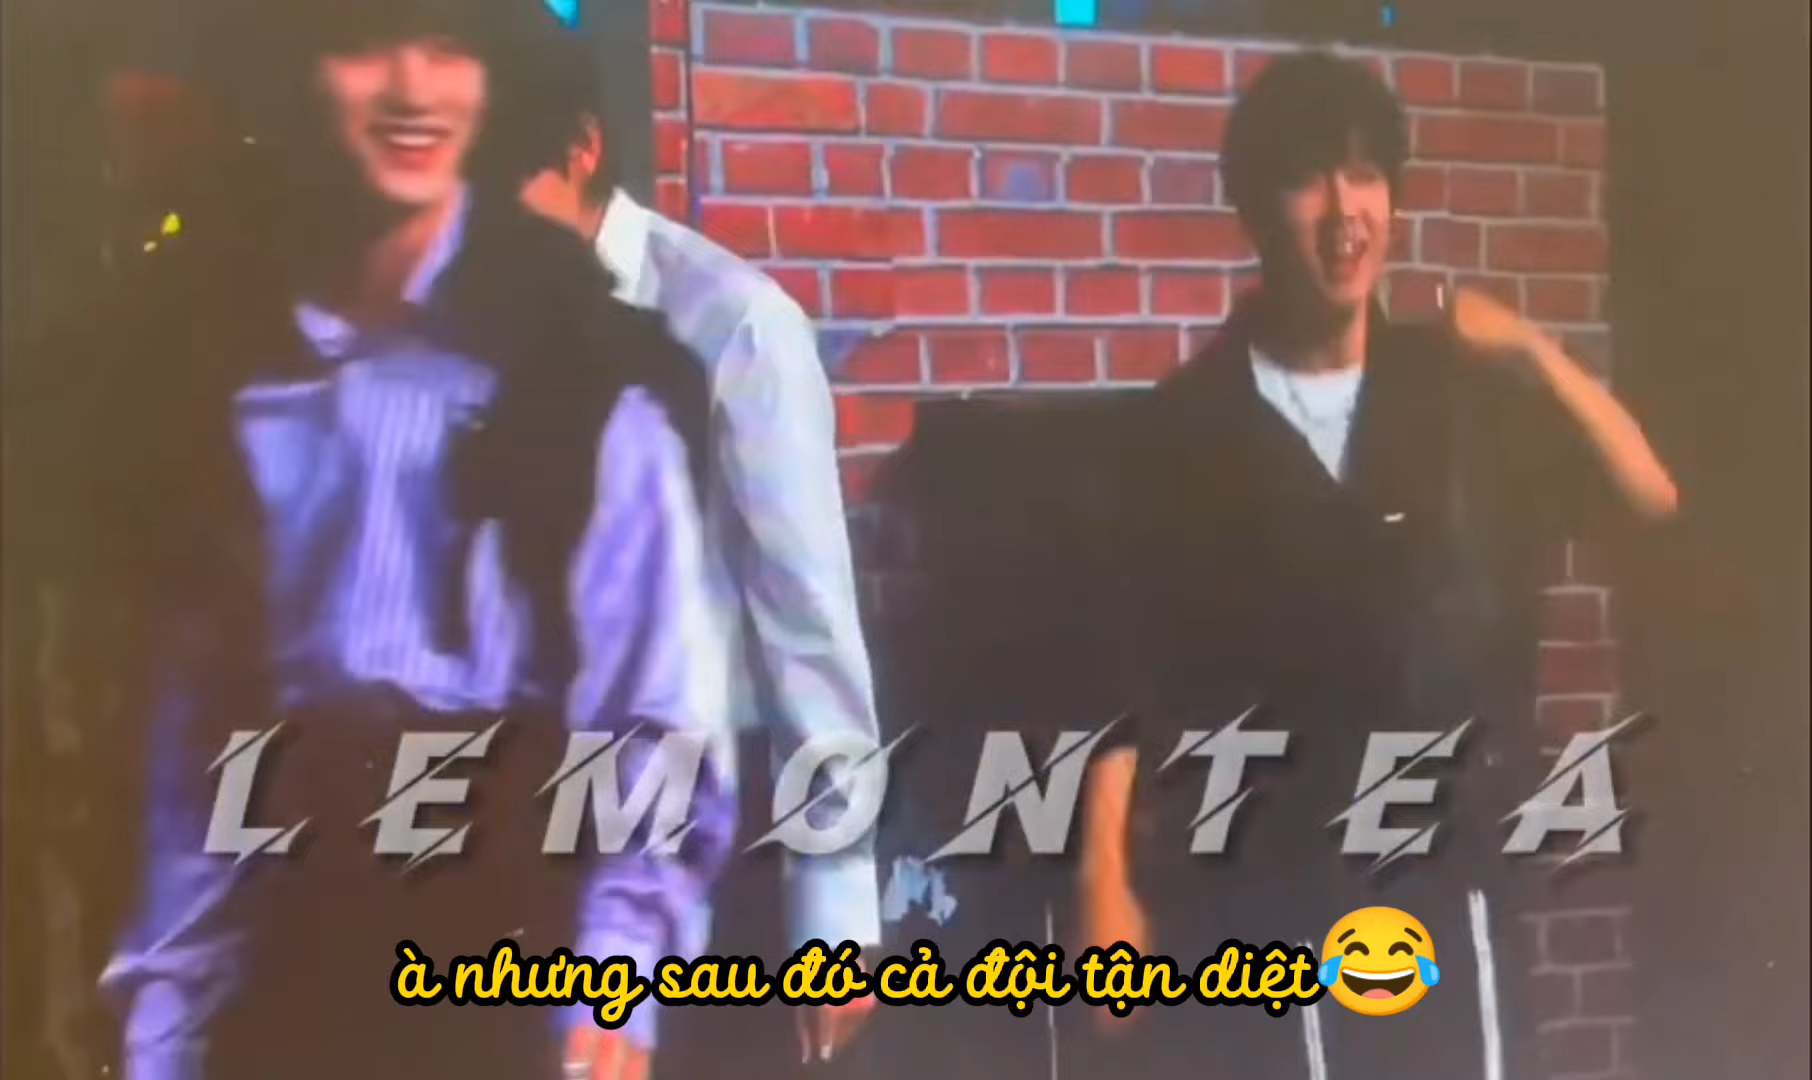 LEMONTEA
à nhưng sau đó cả đội tận diệt😂